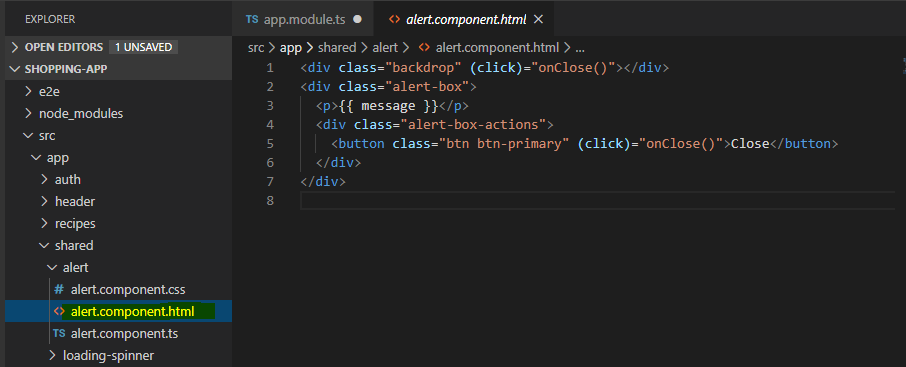 EXPLORER
OPEN EDITORS 1 UNSAVED
SHOPPING-APP
e2e
node_modules
src
app
auth
header
recipes
shared
alert
# alert.component.css
<> alert.component.html
TS alert.component.ts
loading-spinner
TS app.module.ts
<> alert.component.html
src > app > shared > alert > <> alert.component.html > ...
1 <div class="backdrop" (click)="onClose()"></div>
2 <div class="alert-box">
3   <p>{{ message }}</p>
4   <div class="alert-box-actions">
5     <button class="btn btn-primary" (click)="onClose()">Close</button>
6   </div>
7 </div>
8